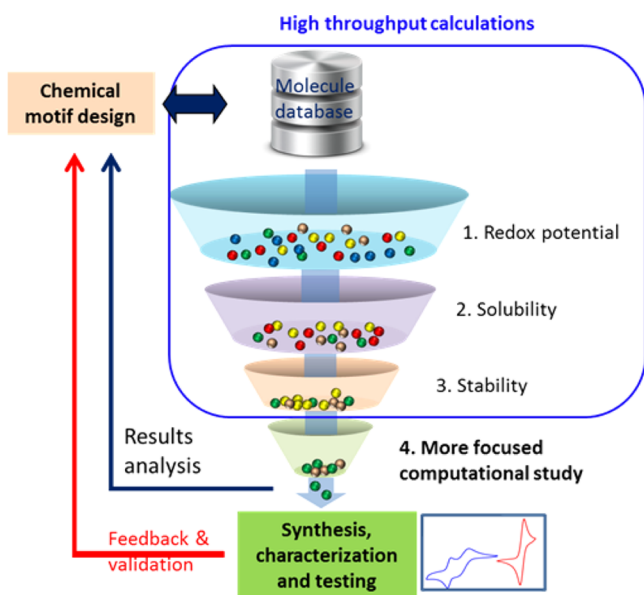 High throughput calculations
Chemical
motif design
Molecule
database
1. Redox potential
2. Solubility
3. Stability
4. More focused
computational study
Results
analysis
Feedback &
validation
Synthesis,
characterization
and testing